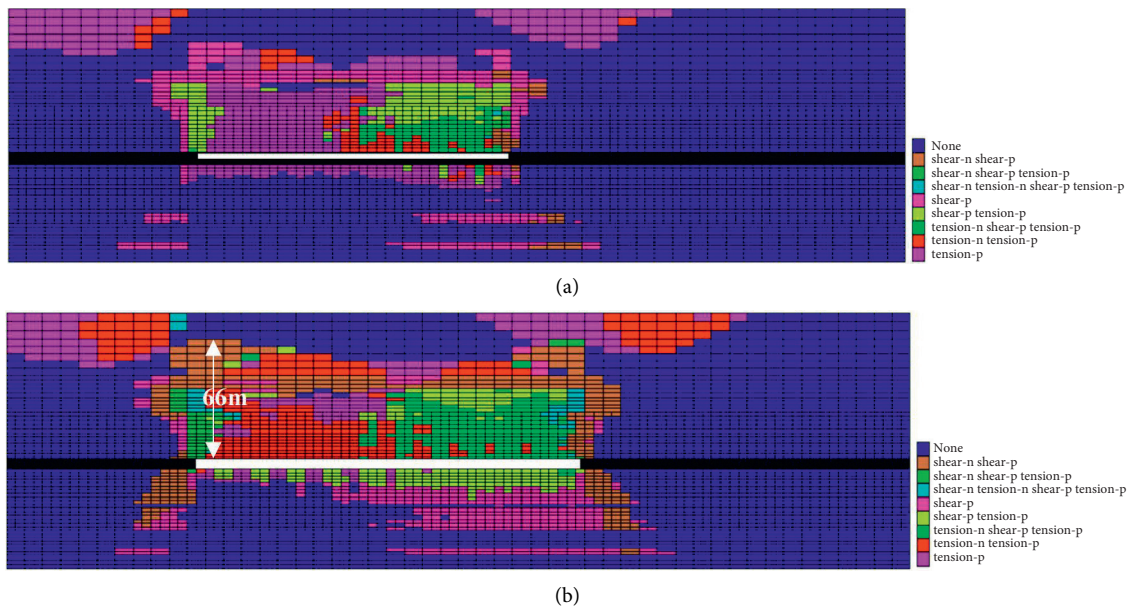 None
shear-n shear-p
shear-n shear-p tension-p
shear-n tension-n shear-p tension-p
shear-p
shear-p tension-p
tension-n shear-p tension-p
tension-n tension-p
tension-p
(a)
66m
None
shear-n shear-p
shear-n shear-p tension-p
shear-n tension-n shear-p tension-p
shear-p
shear-p tension-p
tension-n shear-p tension-p
tension-n tension-p
tension-p
(b)